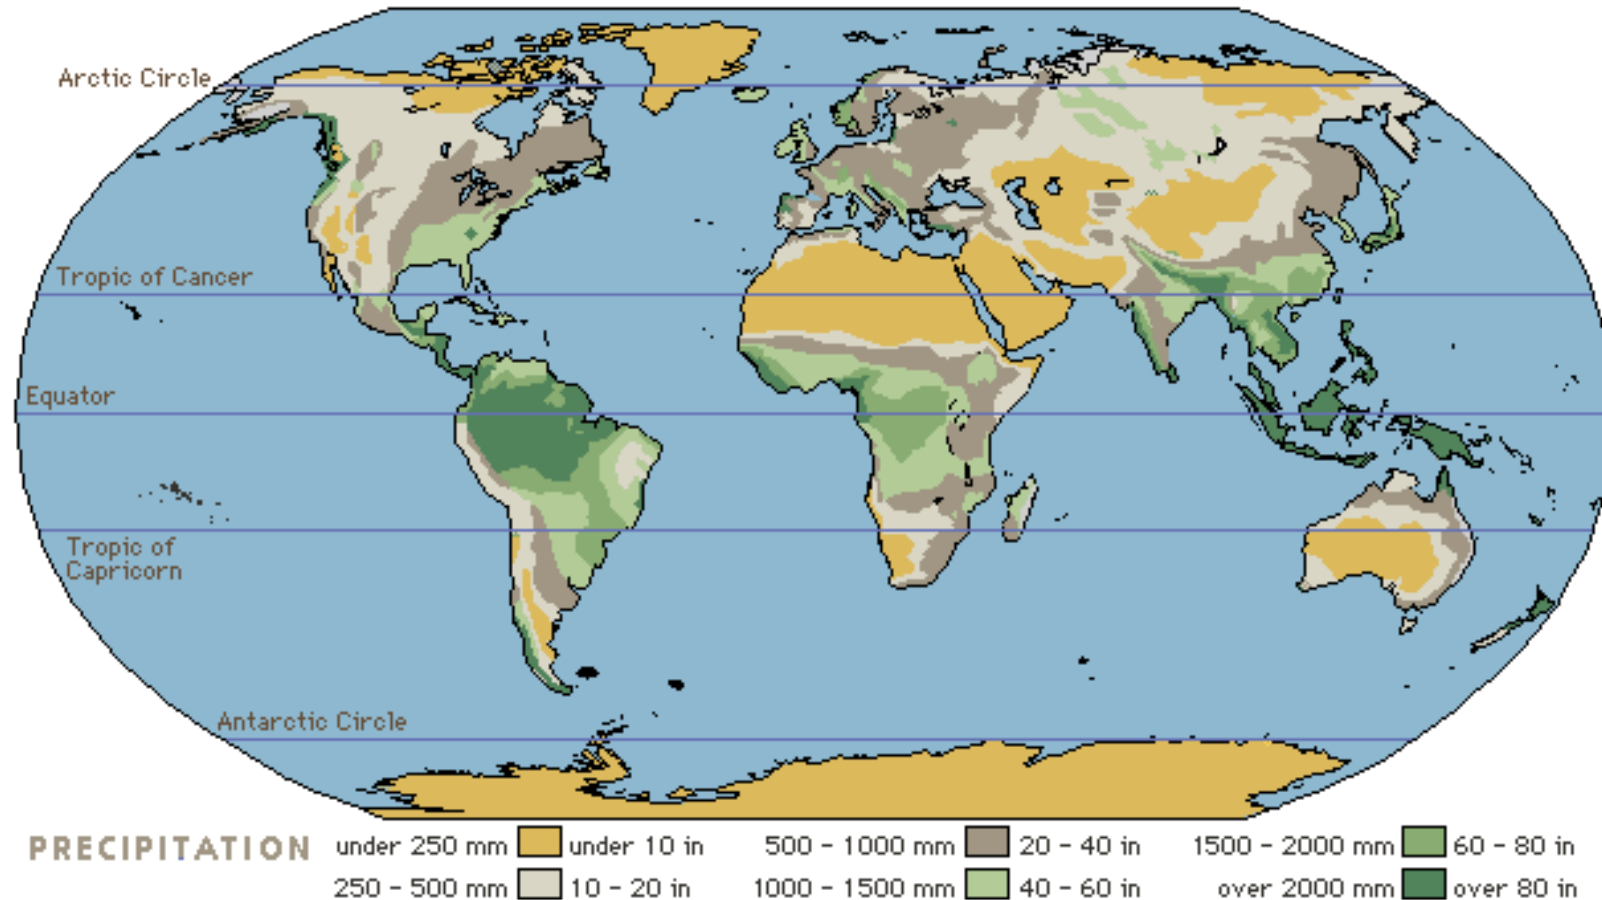 Arctic Circle
Tropic of Cancer
Equator
Tropic of
Capricorn
Antarctic Circle
PRECIPITATION
under 250 mm under 10 in 500 - 1000 mm 20 - 40 in 1500 - 2000 mm 60 - 80 in
250 - 500 mm 10 - 20 in 1000 - 1500 mm 40 - 60 in over 2000 mm over 80 in